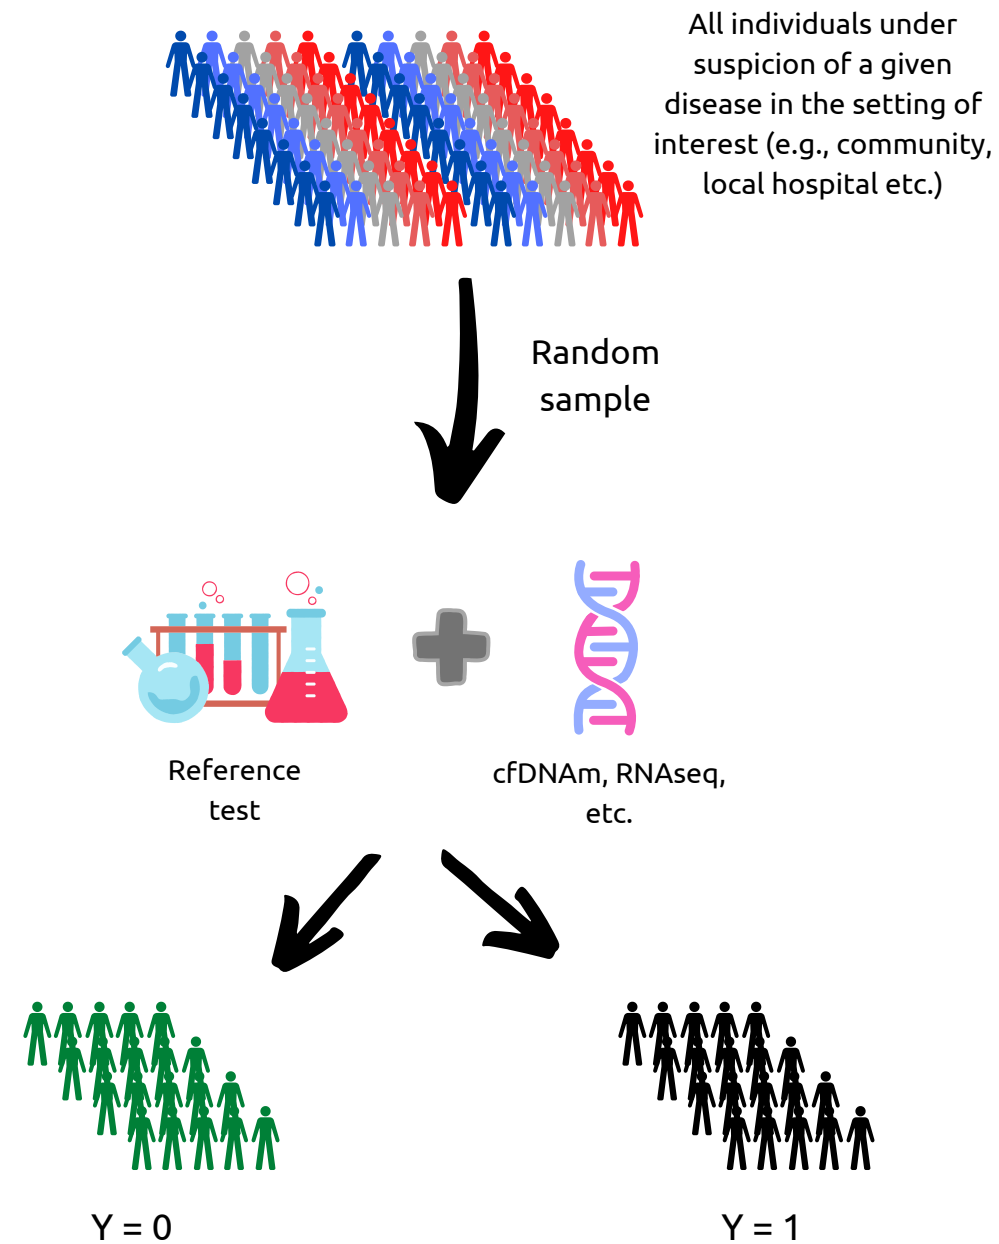 All individuals under
suspicion of a given
disease in the setting of
interest (e.g., community,
local hospital etc.)
Random
sample
Reference
test
cfDNAm, RNAseq,
etc.
Y = 0
Y = 1